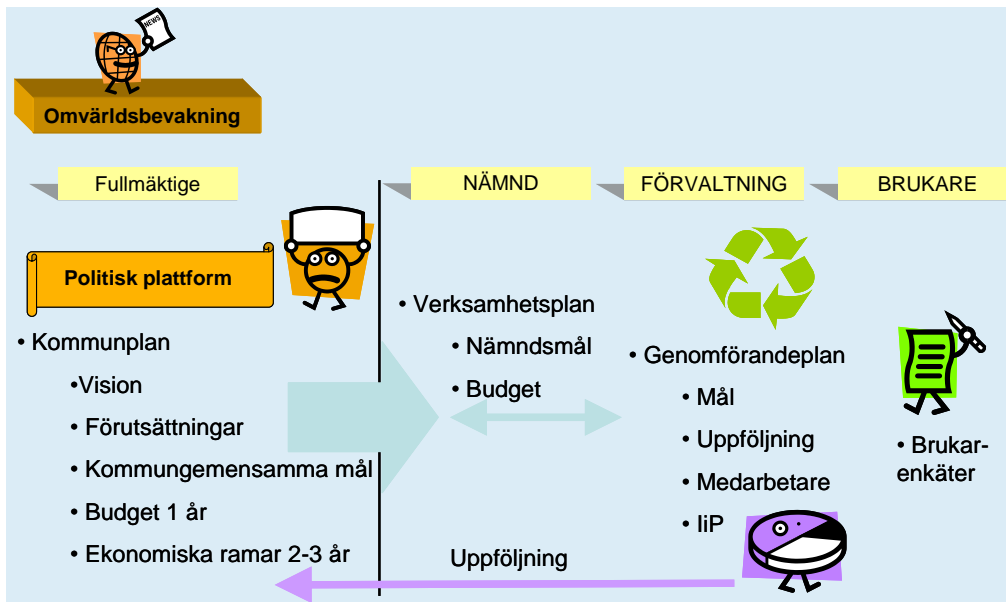 NEWS
Omvärldsbevakning
Fullmäktige
NÄMND
FÖRVALTNING
BRUKARE
Politisk plattform
• Kommunplan
•Vision
• Förutsättningar
• Kommungemensamma mål
• Budget 1 år
• Ekonomiska ramar 2-3 år
• Verksamhetsplan
• Nämndsmål
• Budget
• Genomförandeplan
• Mål
• Uppföljning
• Medarbetare
• IiP
• Brukar-
enkäter
Uppföljning